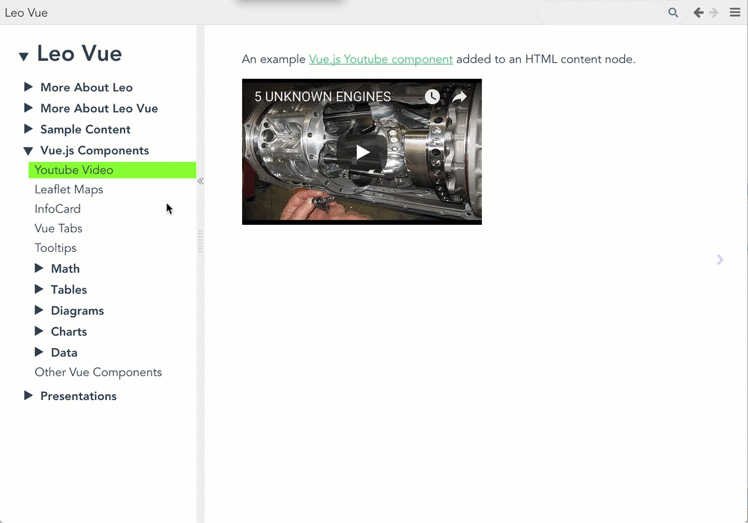 Leo Vue
Leo Vue
More About Leo
More About Leo Vue
Sample Content
Vue.js Components
Youtube Video
Leaflet Maps
InfoCard
Vue Tabs
Tooltips
Math
Tables
Diagrams
Charts
Data
Other Vue Components
Presentations
An example Vue.js Youtube component added to an HTML content node.
5 UNKNOWN ENGINES